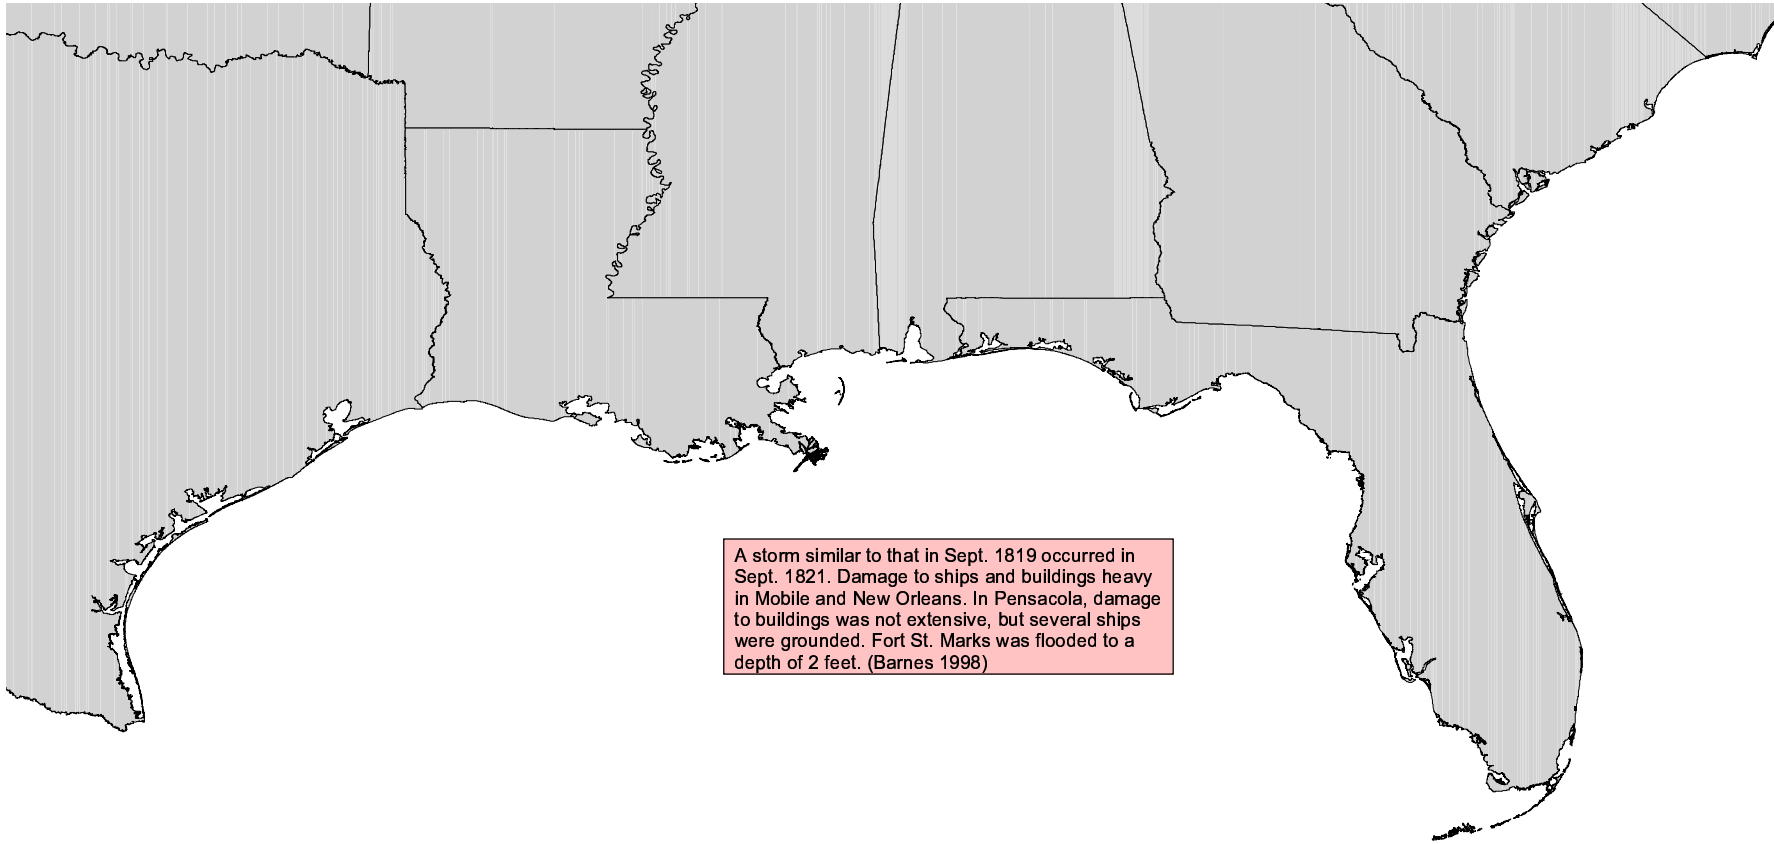 A storm similar to that in Sept. 1819 occurred in
Sept. 1821. Damage to ships and buildings heavy
in Mobile and New Orleans. In Pensacola, damage
to buildings was not extensive, but several ships
were grounded. Fort St. Marks was flooded to a
depth of 2 feet. (Barnes 1998)